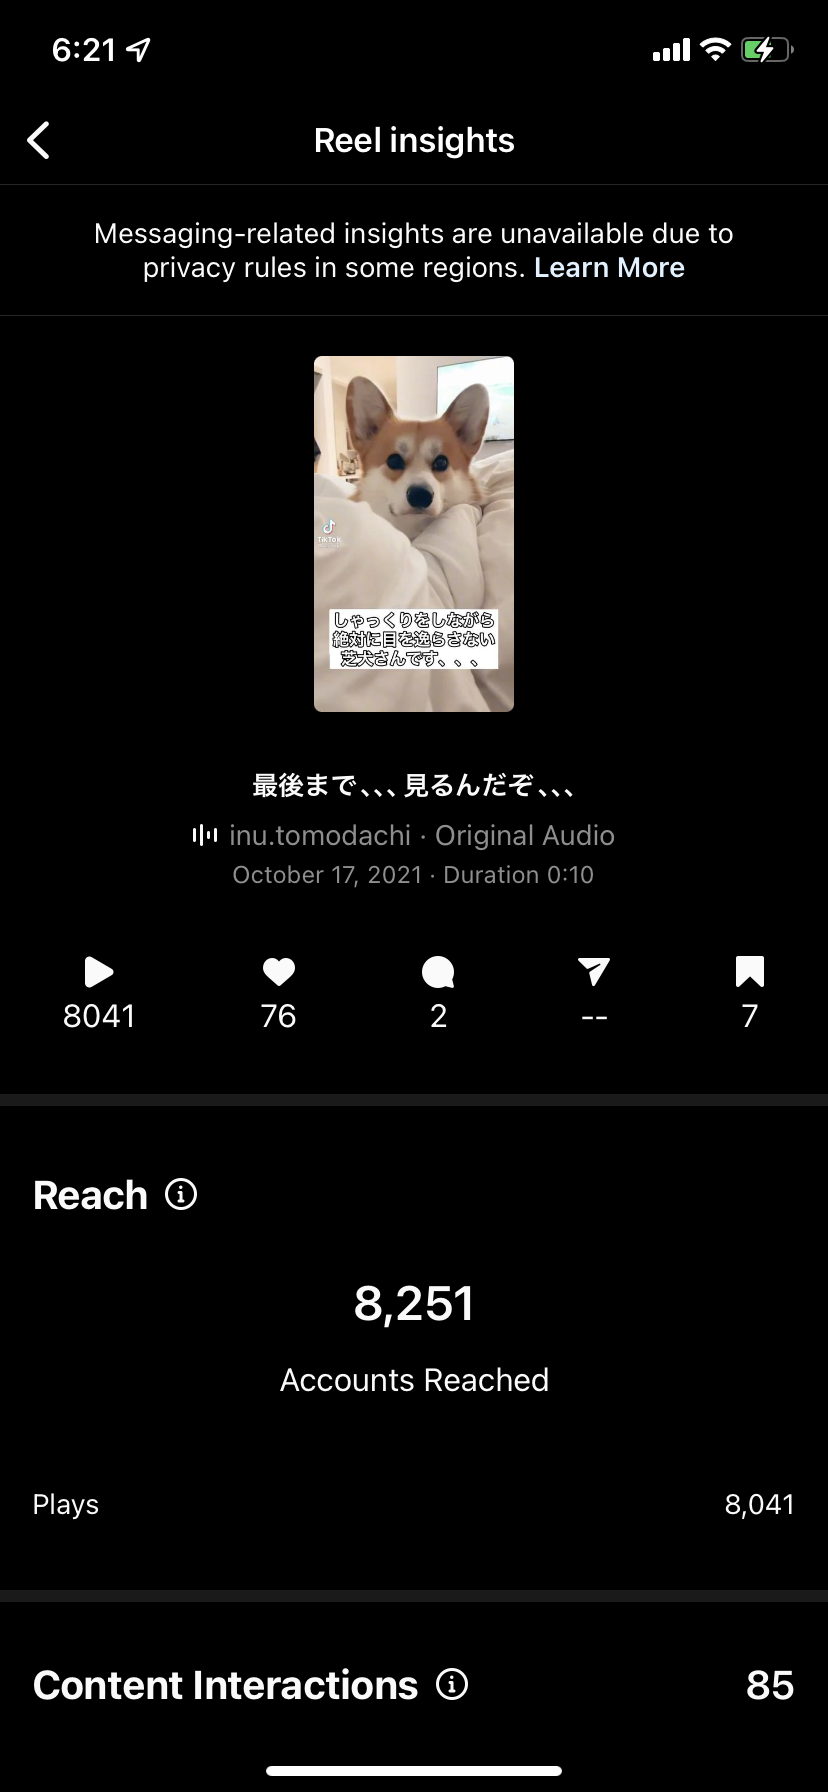 6:21
Reel insights
Messaging-related insights are unavailable due to
privacy rules in some regions. Learn More
TikTok
しゃっくりをしながら
絶対に目を逸らさない
芝犬さんです、、、
最後まで、、、見るんだぞ、、、
inu.tomodachi · Original Audio
October 17, 2021 · Duration 0:10
8041 76 2 -- 7
Reach
8,251
Accounts Reached
Plays 8,041
Content Interactions 85